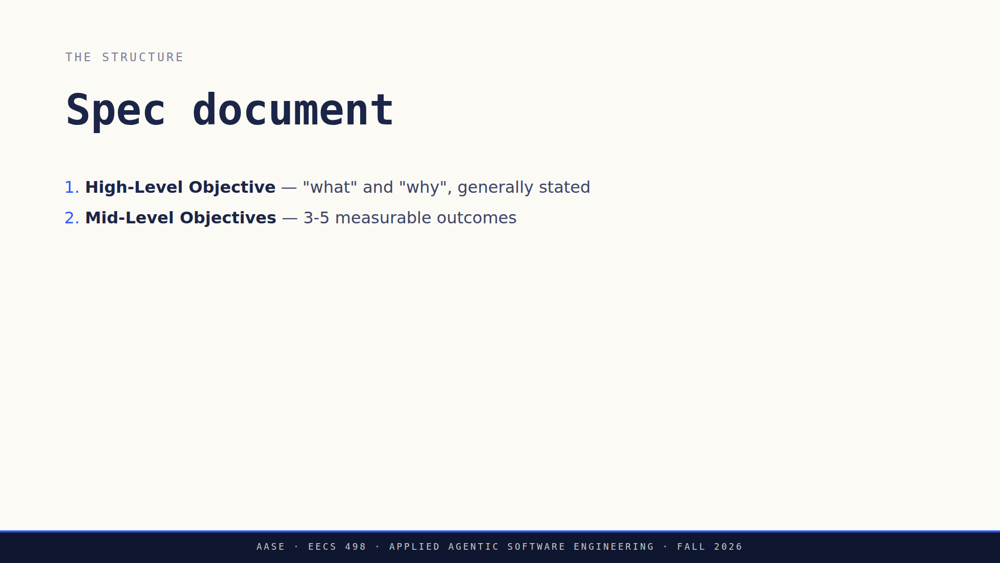 THE STRUCTURE
Spec document
1. High-Level Objective — "what" and "why", generally stated
2. Mid-Level Objectives — 3-5 measurable outcomes
AASE · EECS 498 · APPLIED AGENTIC SOFTWARE ENGINEERING · FALL 2026